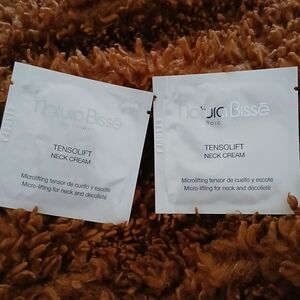 natura Bissé
TENSOLIFT
NECK CREAM
Microlifting tensor de cuello y escote
Micro-lifting for neck and décolleté
natura Bissé
TENSOLIFT
NECK CREAM
Microlifting tensor de cuello y escote
Micro-lifting for neck and décolleté